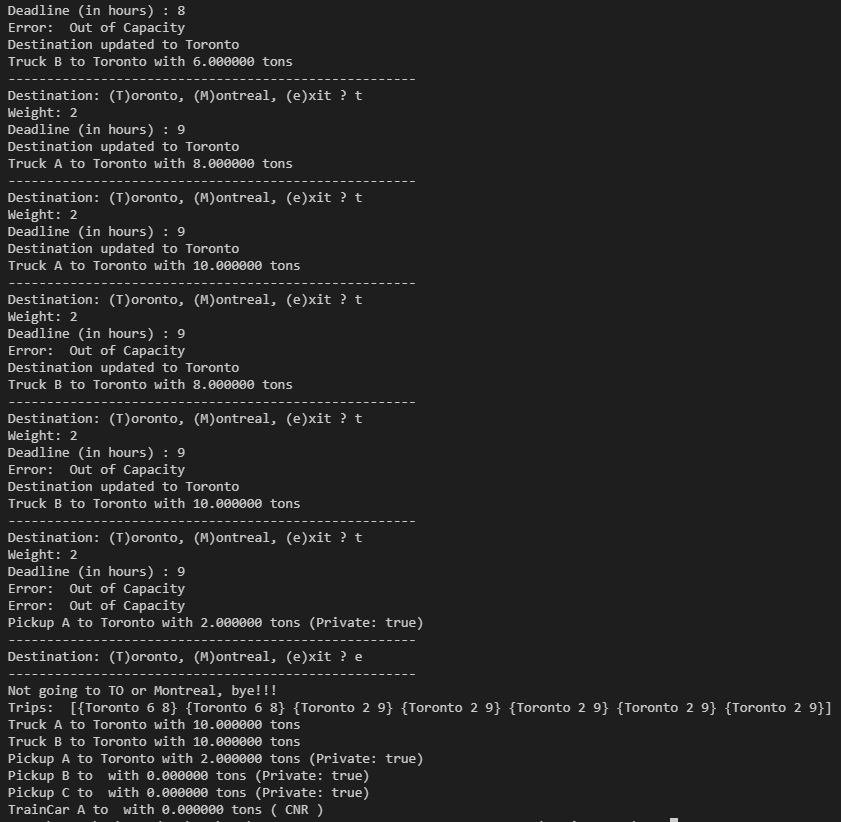 Deadline (in hours) : 8
Error:  Out of Capacity
Destination updated to Toronto
Truck B to Toronto with 6.000000 tons
-----------------------------------------------------
Destination: (T)oronto, (M)ontreal, (e)xit ? t
Weight: 2
Deadline (in hours) : 9
Destination updated to Toronto
Truck A to Toronto with 8.000000 tons
-----------------------------------------------------
Destination: (T)oronto, (M)ontreal, (e)xit ? t
Weight: 2
Deadline (in hours) : 9
Destination updated to Toronto
Truck A to Toronto with 10.000000 tons
-----------------------------------------------------
Destination: (T)oronto, (M)ontreal, (e)xit ? t
Weight: 2
Deadline (in hours) : 9
Error:  Out of Capacity
Destination updated to Toronto
Truck B to Toronto with 8.000000 tons
-----------------------------------------------------
Destination: (T)oronto, (M)ontreal, (e)xit ? t
Weight: 2
Deadline (in hours) : 9
Error:  Out of Capacity
Destination updated to Toronto
Truck B to Toronto with 10.000000 tons
-----------------------------------------------------
Destination: (T)oronto, (M)ontreal, (e)xit ? t
Weight: 2
Deadline (in hours) : 9
Error:  Out of Capacity
Error:  Out of Capacity
Pickup A to Toronto with 2.000000 tons (Private: true)
-----------------------------------------------------
Destination: (T)oronto, (M)ontreal, (e)xit ? e
-----------------------------------------------------
Not going to TO or Montreal, bye!!!
Trips:  [{Toronto 6 8} {Toronto 6 8} {Toronto 2 9} {Toronto 2 9} {Toronto 2 9} {Toronto 2 9} {Toronto 2 9}]
Truck A to Toronto with 10.000000 tons
Truck B to Toronto with 10.000000 tons
Pickup A to Toronto with 2.000000 tons (Private: true)
Pickup B to  with 0.000000 tons (Private: true)
Pickup C to  with 0.000000 tons (Private: true)
TrainCar A to  with 0.000000 tons ( CNR )